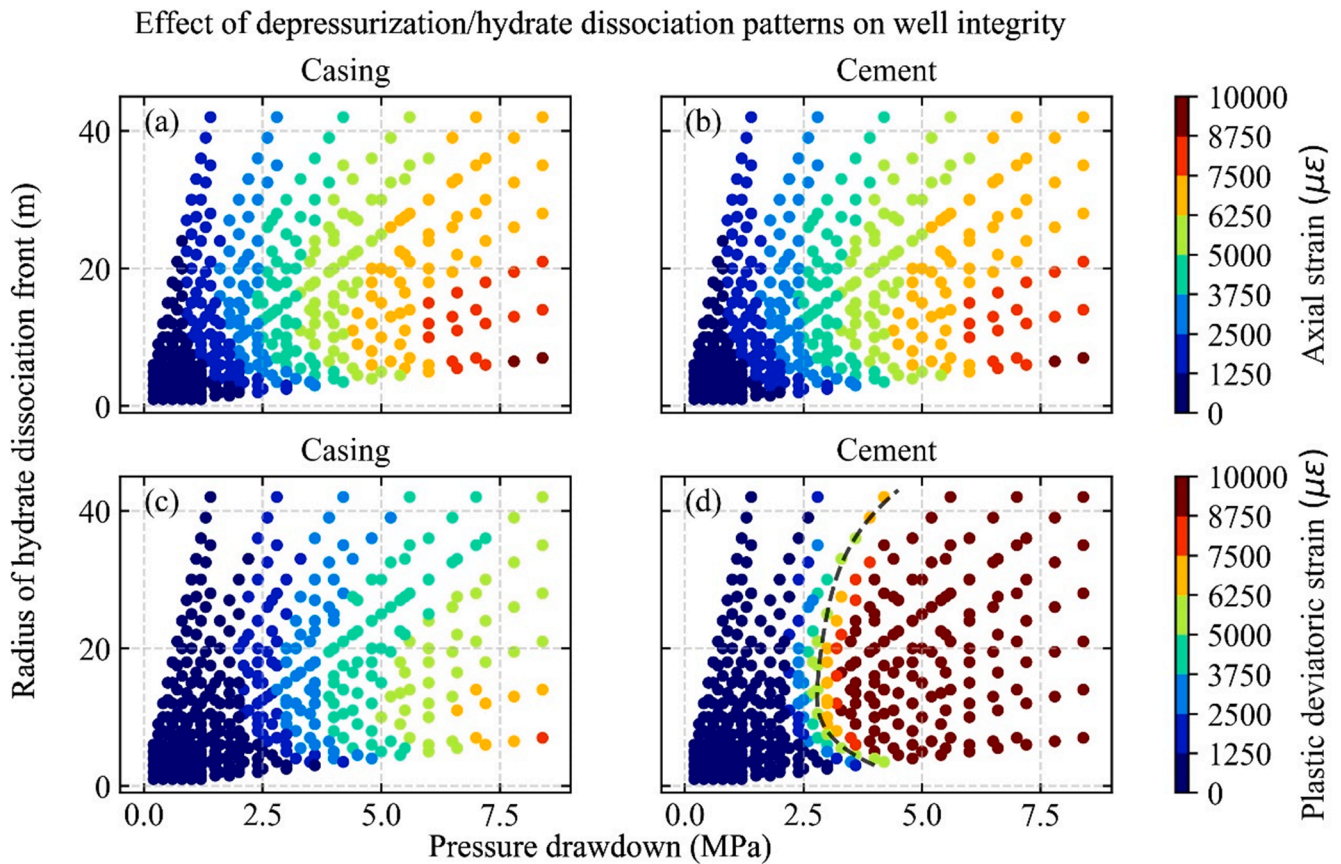 Effect of depressurization/hydrate dissociation patterns on well integrity
Casing
Cement
(a)
(b)
40
20
0
10000
8750
7500
6250
5000
3750
2500
1250
0
Axial strain (με)
Casing
Cement
(c)
(d)
40
20
0
0.0
2.5
5.0
7.5
0.0
2.5
5.0
7.5
10000
8750
7500
6250
5000
3750
2500
1250
0
Plastic deviatoric strain (με)
Radius of hydrate dissociation front (m)
Pressure drawdown (MPa)